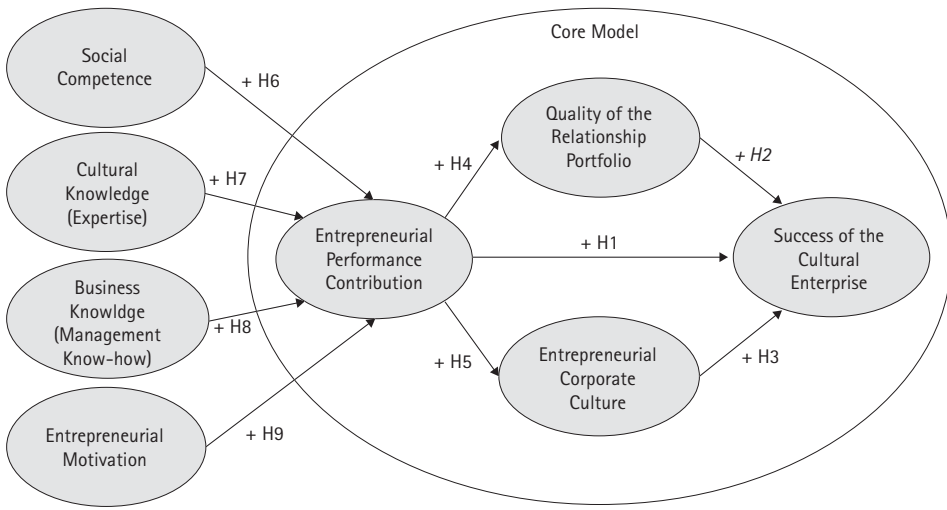 Core Model
Social
Competence
+ H6
Cultural
Knowledge
(Expertise)
+ H7
Business
Knowldge
(Management
Know-how)
+ H8
Entrepreneurial
Motivation
+ H9
Entrepreneurial
Performance
Contribution
+ H4
Quality of the
Relationship
Portfolio
+ H2
+ H1
Success of the
Cultural
Enterprise
+ H5
Entrepreneurial
Corporate
Culture
+ H3